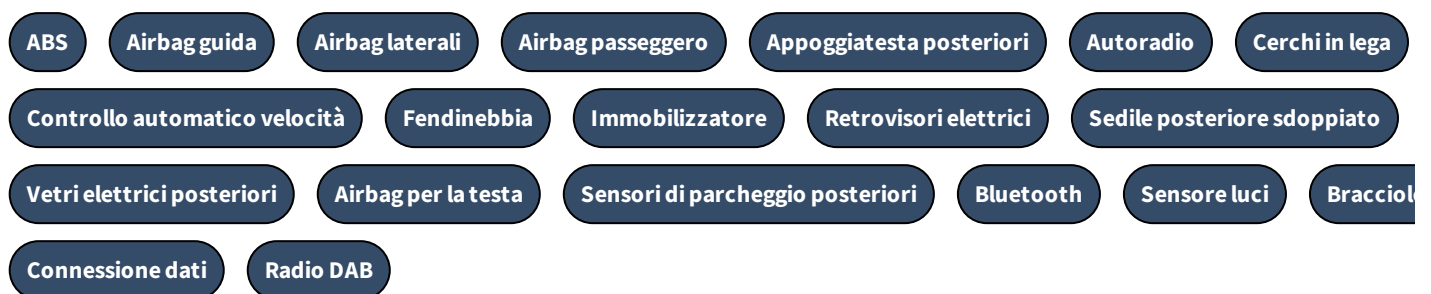 ABS Airbag guida Airbag laterali Airbag passeggero Appoggiatesta posteriori Autoradio Cerchi in lega
Controllo automatico velocità Fendinebbia Immobilizzatore Retrovisori elettrici Sedile posteriore sdoppiato
Vetri elettrici posteriori Airbag per la testa Sensori di parcheggio posteriori Bluetooth Sensore luci
Connessione dati Radio DAB